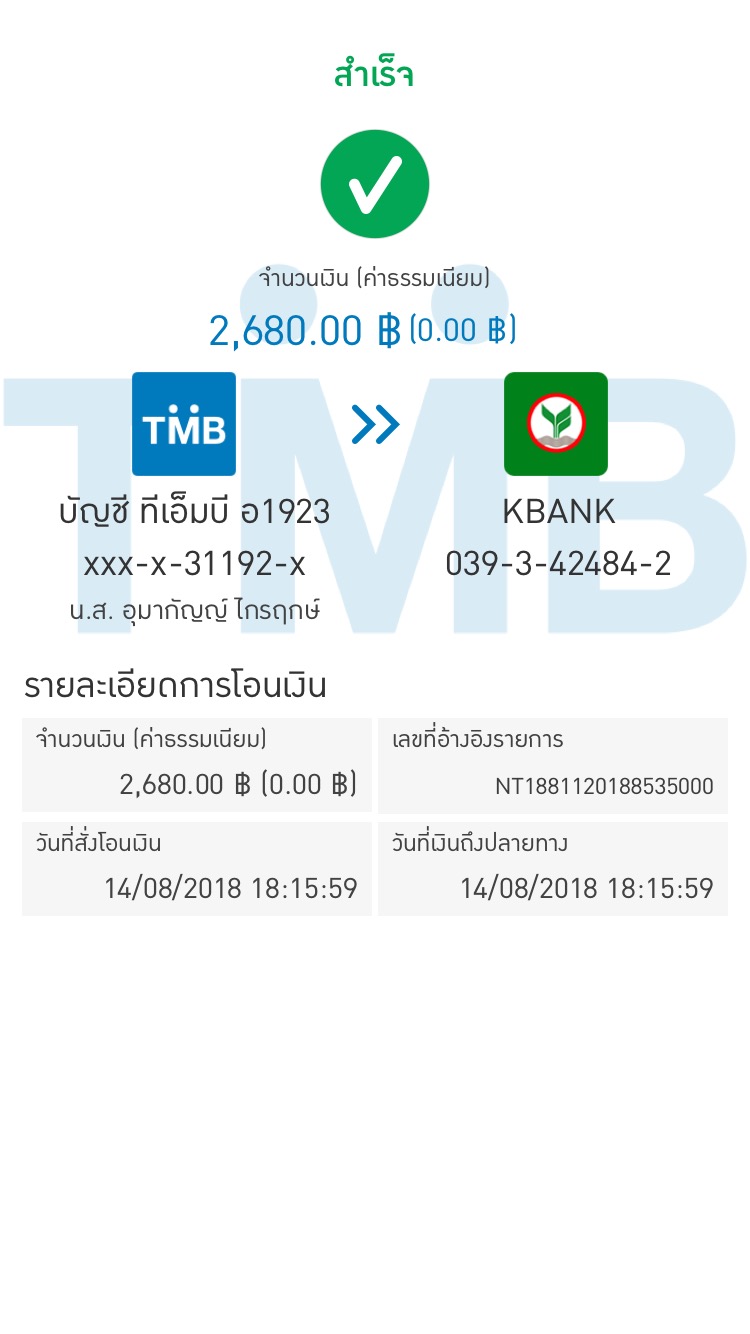 สำเร็จ
จำนวนเงิน (ค่าธรรมเนียม)
2,680.00 ฿ (0.00 ฿)
TMB
บัญชี ทีเอ็มบี อ1923
xxx-x-31192-x
น.ส. อุมากัญญ์ ไกรฤกษ์
KBANK
039-3-42484-2
TMB
รายละเอียดการโอนเงิน
จำนวนเงิน (ค่าธรรมเนียม)
2,680.00 ฿ (0.00 ฿)
เลขที่อ้างอิงรายการ
NT1881120188535000
วันที่สั่งโอนเงิน
14/08/2018 18:15:59
วันที่เงินถึงปลายทาง
14/08/2018 18:15:59